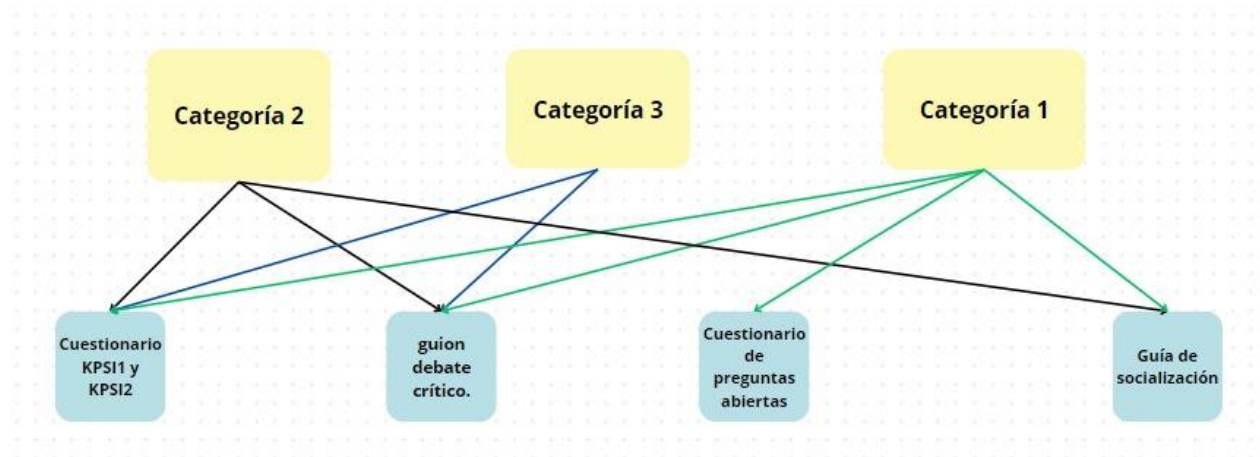 Categoría 2
Categoría 3
Categoría 1
Cuestionario
KPSI1 y
KPSI2
guion
debate
crítico.
Cuestionario
de
preguntas
abiertas
Guía de
socialización